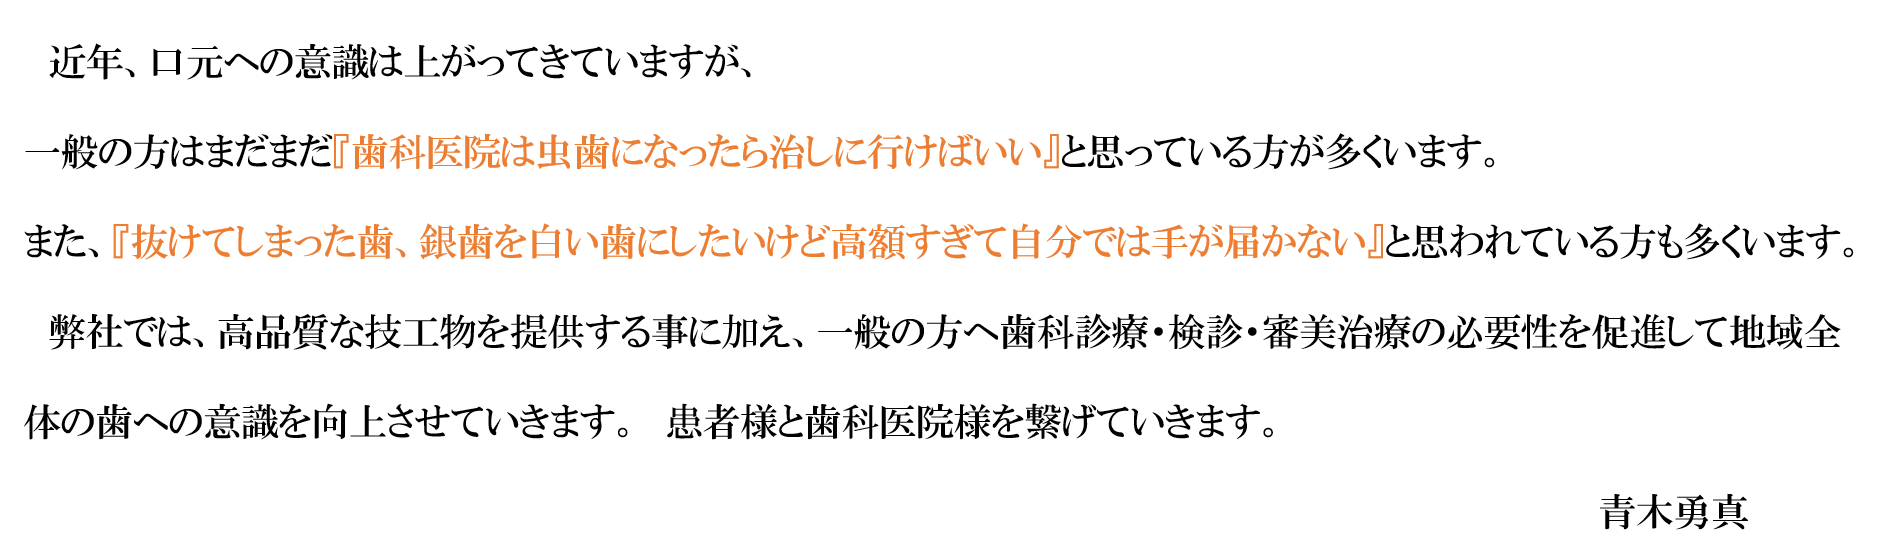 近年、口元への意識は上がってきていますが、
一般の方はまだまだ『歯科医院は虫歯になったら治しに行けばいい』と思っている方が多くいます。
また、『抜けてしまった歯、銀歯を白い歯にしたいけど高額すぎて自分では手が届かない』と思われている方も多くいます。
弊社では、高品質な技工物を提供する事に加え、一般の方へ歯科診療・検診・審美治療の必要性を促進して地域全
体の歯への意識を向上させていきます。　患者様と歯科医院様を繋げていきます。
青木勇真